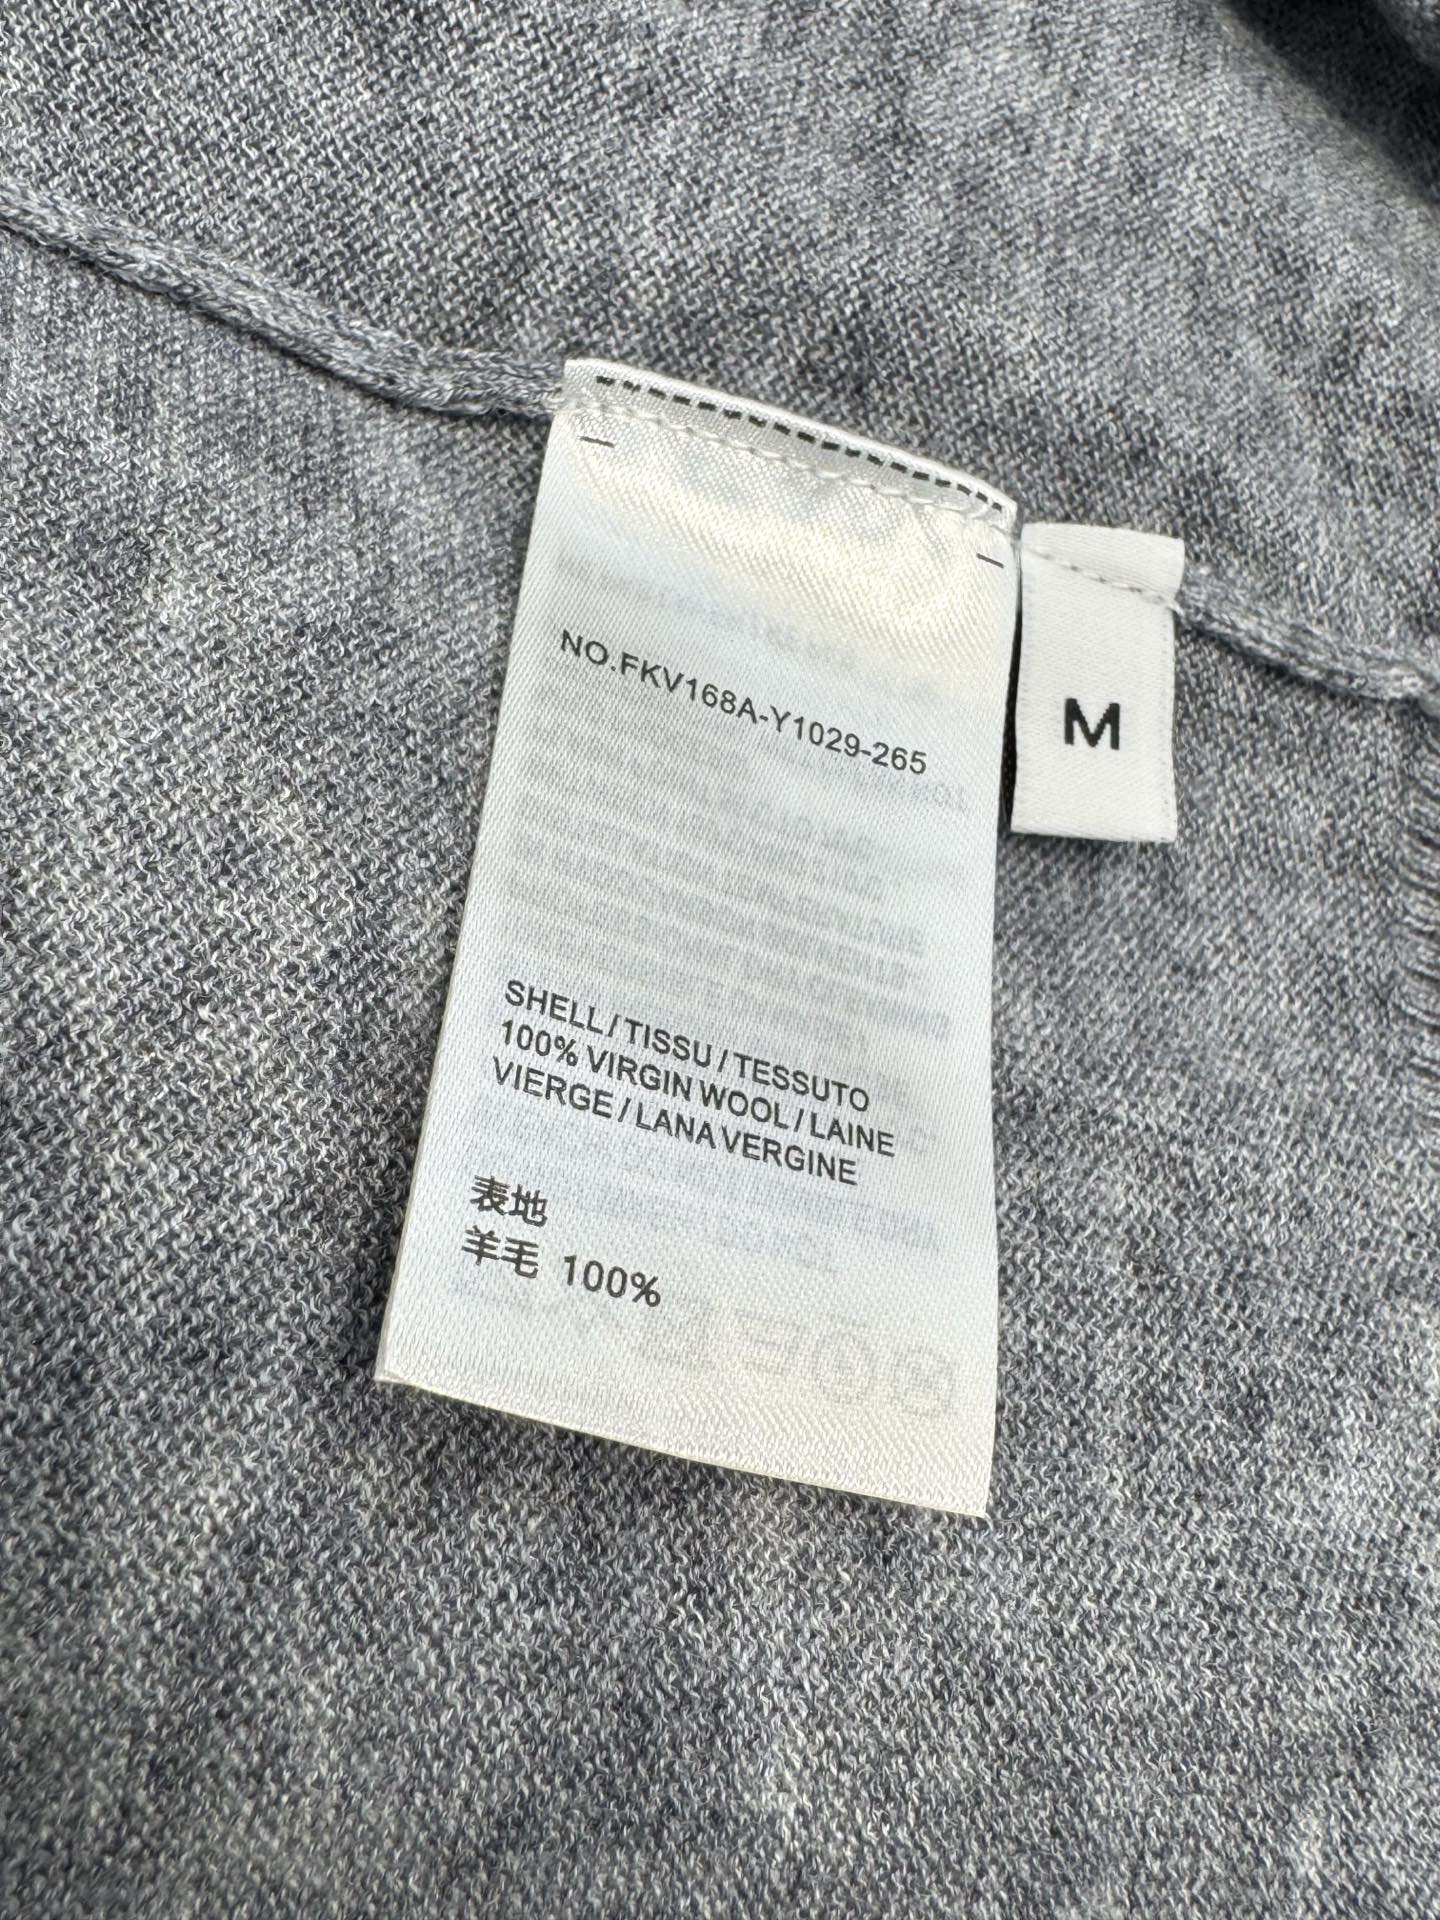 NO.FKV168A-Y1029-265
M
SHELL / TISSU / TESSUTO
100% VIRGIN WOOL / LAINE
VIERGE / LANA VERGINE
表地
羊毛 100%